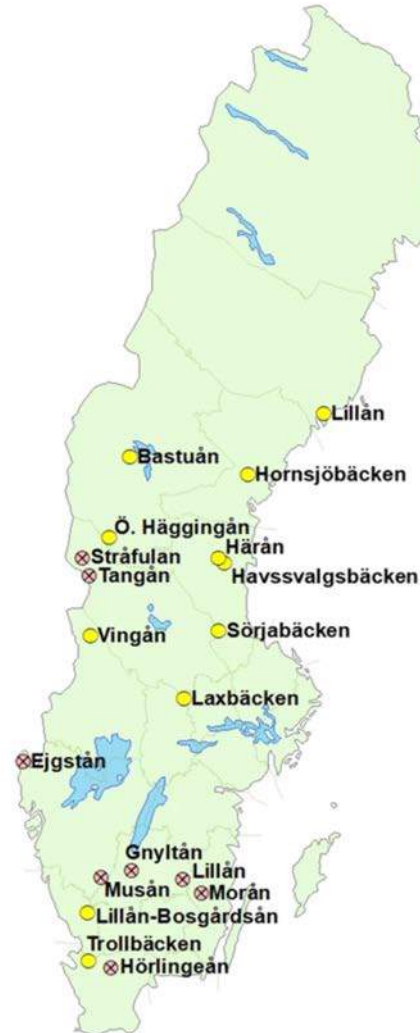 Lillån
Bastuån
Hornsjöbäcken
Ö. Häggingån
Härån
Stråfulan
Havssvalgsbäcken
Tangån
Sörjabäcken
Vingån
Laxbäcken
Ejgstån
Gnyltån
Lillån
Musån
Morån
Lillån-Bosgårdsån
Trollbäcken
Hörlingeån